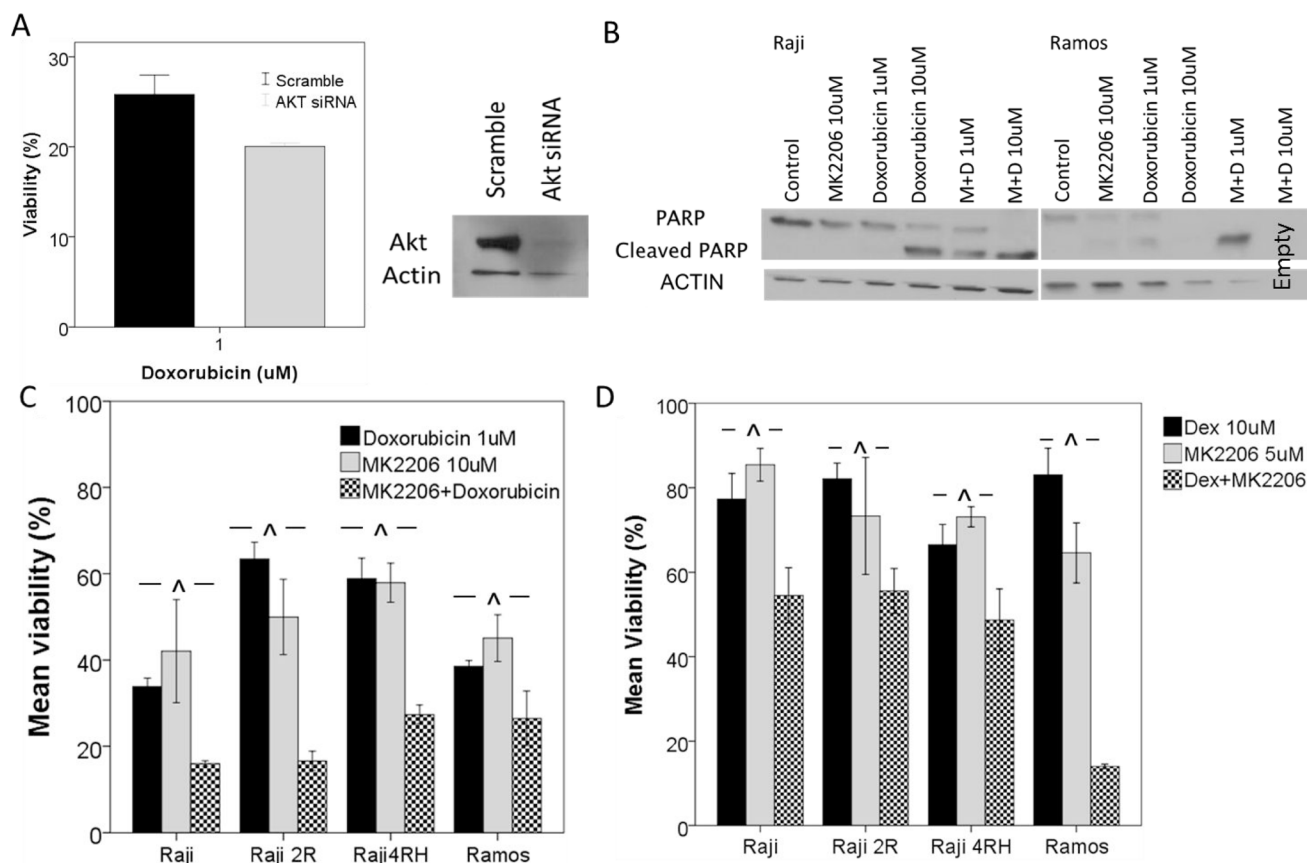 A
30
20
10
0
Viability (%)
Scramble
AKT siRNA
1
Doxorubicin (uM)
Scramble
Akt siRNA
Akt
Actin
B
Raji
Ramos
Control
MK2206 10uM
Doxorubicin 1uM
Doxorubicin 10uM
M+D 1uM
M+D 10uM
Control
MK2206 10uM
Doxorubicin 1uM
Doxorubicin 10uM
M+D 1uM
M+D 10uM
PARP
Cleaved PARP
ACTIN
Empty
C
100
80
60
40
20
0
Mean viability (%)
Doxorubicin 1uM
MK2206 10uM
MK2206+Doxorubicin
— ^ —
— ^ —
— ^ —
— ^ —
Raji
Raji 2R
Raji4RH
Ramos
D
100
80
60
40
20
0
Mean Viability (%)
Dex 10uM
MK2206 5uM
Dex+MK2206
— ^ —
— ^ —
— ^ —
— ^ —
Raji
Raji 2R
Raji 4RH
Ramos